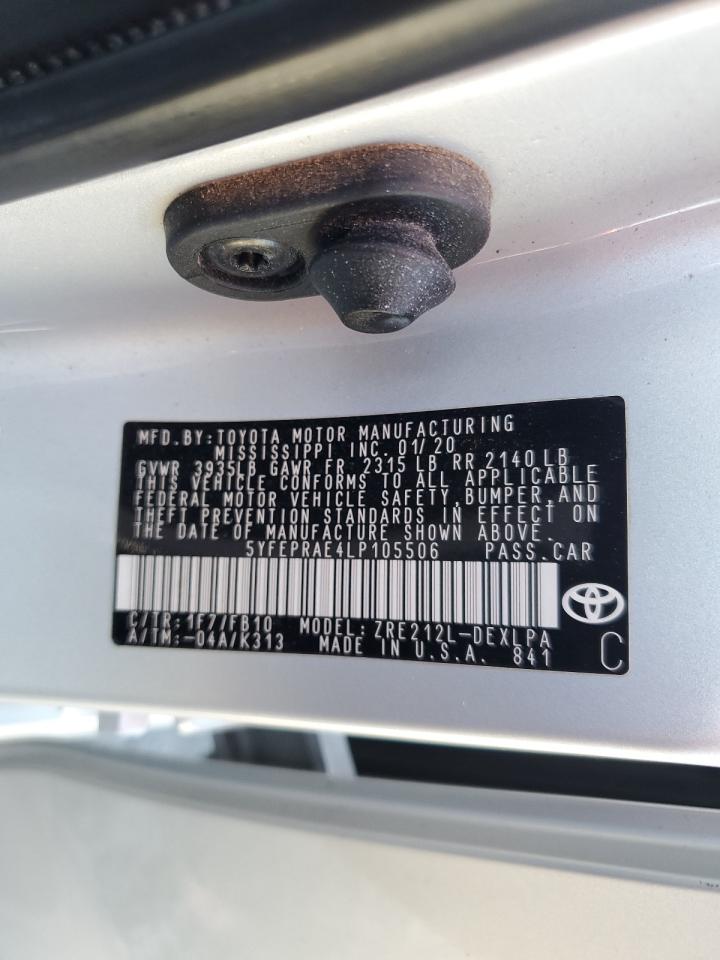 MFD.BY:TOYOTA MOTOR MANUFACTURING
MISSISSIPPI INC. 01/20
GVWR 3935LB GAWR FR 2315 LB RR 2140 LB
THIS VEHICLE CONFORMS TO ALL APPLICABLE
FEDERAL MOTOR VEHICLE SAFETY,BUMPER,AND
THEFT PREVENTION STANDARDS IN EFFECT ON
THE DATE OF MANUFACTURE SHOWN ABOVE.
5YFEPRAE4LP105506 PASS.CAR
C/TR:1F7/FB10 MODEL:ZRE212L-DEXLPA
A/TM:-04A/K313 MADE IN U.S.A. 841
C